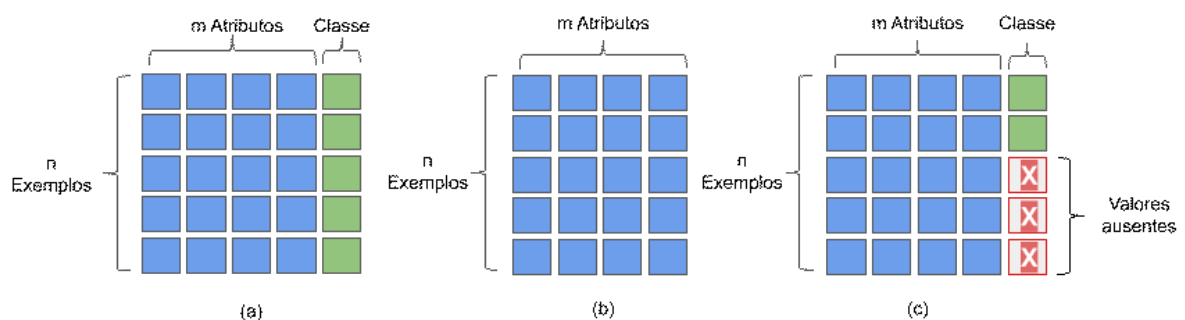 m Atributos
Classe
n
Exemplos
(a)
m Atributos
n
Exemplos
(b)
m Atributos
Classe
n
Exemplos
X
X
X
Valores
ausentes
(c)